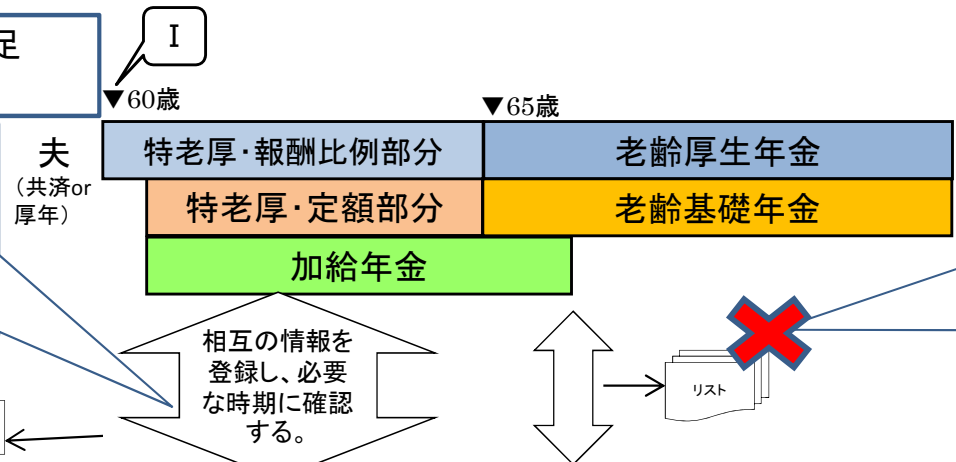 足
I
▼60歳
▼65歳
夫
(共済or
厚年)
特老厚・報酬比例部分
老齢厚生年金
特老厚・定額部分
老齢基礎年金
加給年金
相互の情報を
登録し、必要
な時期に確認
する。
リスト